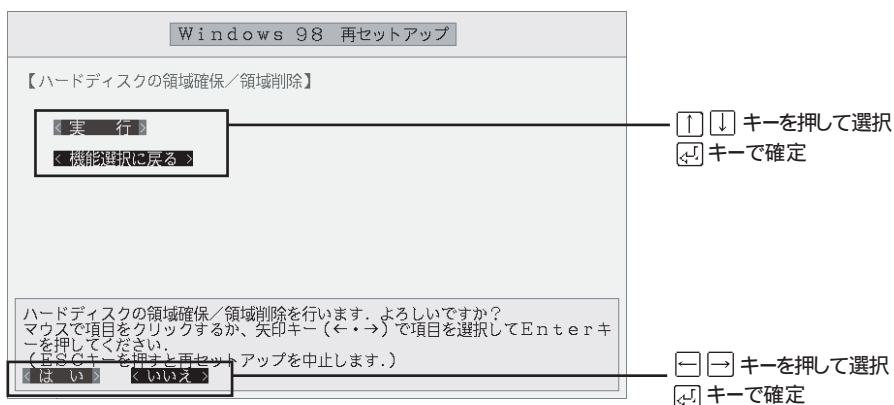 Windows 98 再セットアップ
【ハードディスクの領域確保／領域削除】
<実　行>
<機能選択に戻る>
↑ ↓ キーを押して選択
↵ キーで確定
ハードディスクの領域確保／領域削除を行います．よろしいですか？
マウスで項目をクリックするか、矢印キー（←・→）で項目を選択してＥｎｔｅｒキ
ーを押してください．
（ＥＳＣキーを押すと再セットアップを中止します．）
<は　い> <いいえ>
← → キーを押して選択
↵ キーで確定